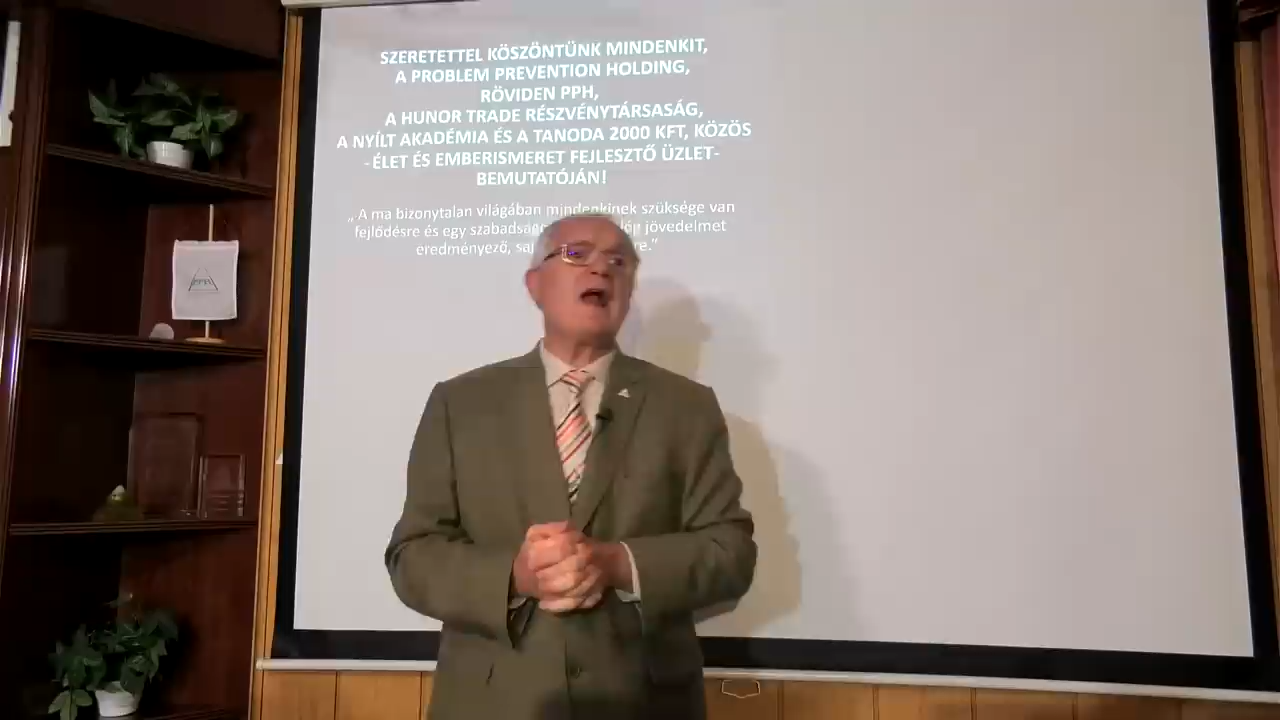 SZERETETTEL KÖSZÖNTÜNK MINDENKIT,
A PROBLEM PREVENTION HOLDING,
RÖVIDEN PPH,
A HUNOR TRADE RÉSZVÉNYTÁRSASÁG,
A NYÍLT AKADÉMIA ÉS A TANODA 2000 KFT, KÖZÖS
- ÉLET ÉS EMBERISMERET FEJLESZTŐ ÜZLET-
BEMUTATÓJÁN!
„ A ma bizonytalan világában mindenkinek szüksége van
fejlődésre és egy jövedelmet
eredményező,